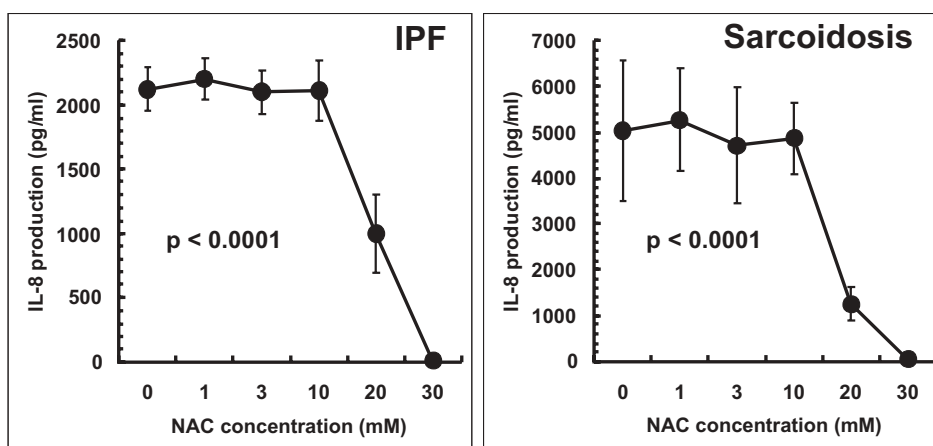 IPF
2500
2000
1500
1000
500
0
IL-8 production (pg/ml)
p < 0.0001
0 1 3 10 20 30
NAC concentration (mM)
Sarcoidosis
7000
6000
5000
4000
3000
2000
1000
0
IL-8 production (pg/ml)
p < 0.0001
0 1 3 10 20 30
NAC concentration (mM)